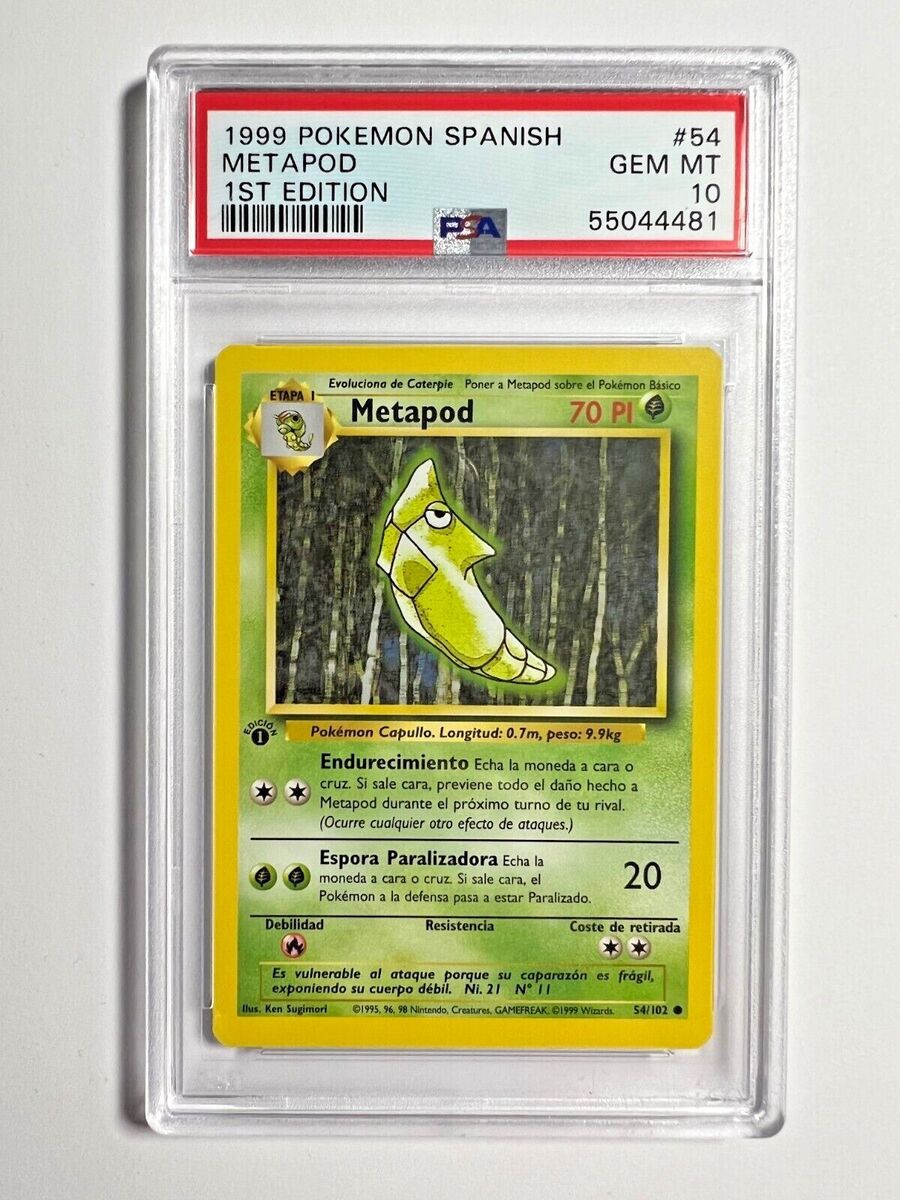 1999 POKEMON SPANISH #54
METAPOD GEM MT
1ST EDITION 10
55044481
PSA
Evoluciona de Caterpie Poner a Metapod sobre el Pokémon Básico
ETAPA 1
Metapod 70 PI
EDICIÓN
1
Pokémon Capullo. Longitud: 0.7m, peso: 9.9kg
Endurecimiento Echa la moneda a cara o
cruz. Si sale cara, previene todo el daño hecho a
Metapod durante el próximo turno de tu rival.
(Ocurre cualquier otro efecto de ataques.)
Espora Paralizadora Echa la
moneda a cara o cruz. Si sale cara, el
Pokémon a la defensa pasa a estar Paralizado.
20
Debilidad Resistencia Coste de retirada
Es vulnerable al ataque porque su caparazón es frágil,
exponiendo su cuerpo débil. Ni. 21 N° 11
Ilus. Ken Sugimori ©1995, 96, 98 Nintendo, Creatures, GAMEFREAK. ©1999 Wizards. 54/102